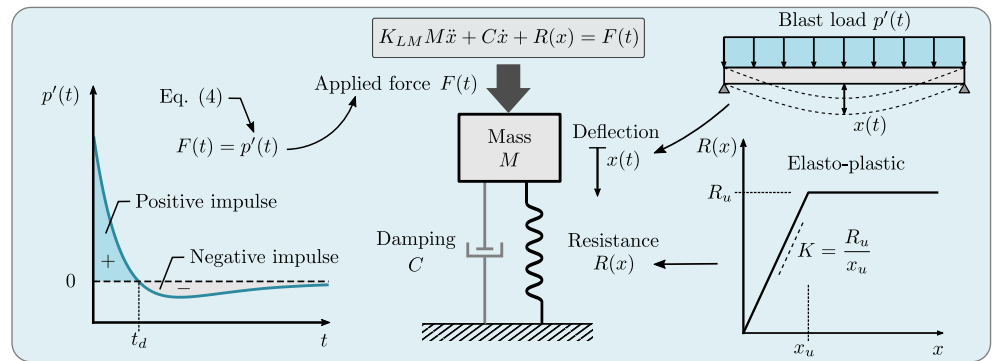 K_{LM}Mẍ + Cẋ + R(x) = F(t)
Blast load p′(t)
x(t)
p′(t)
Eq. (4)
F(t) = p′(t)
Applied force F(t)
Positive impulse
+
Negative impulse
−
0
t_d
t
Mass
M
Deflection
x(t)
Damping
C
Resistance
R(x)
R(x)
Elasto-plastic
R_u
K = R_u / x_u
x_u
x